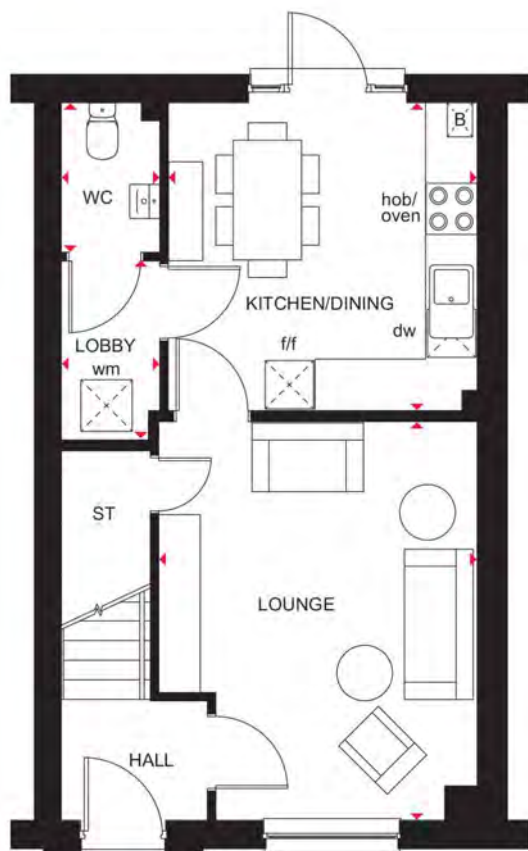 B
WC
hob/
oven
KITCHEN/DINING
dw
LOBBY
wm
f/f
ST
LOUNGE
HALL